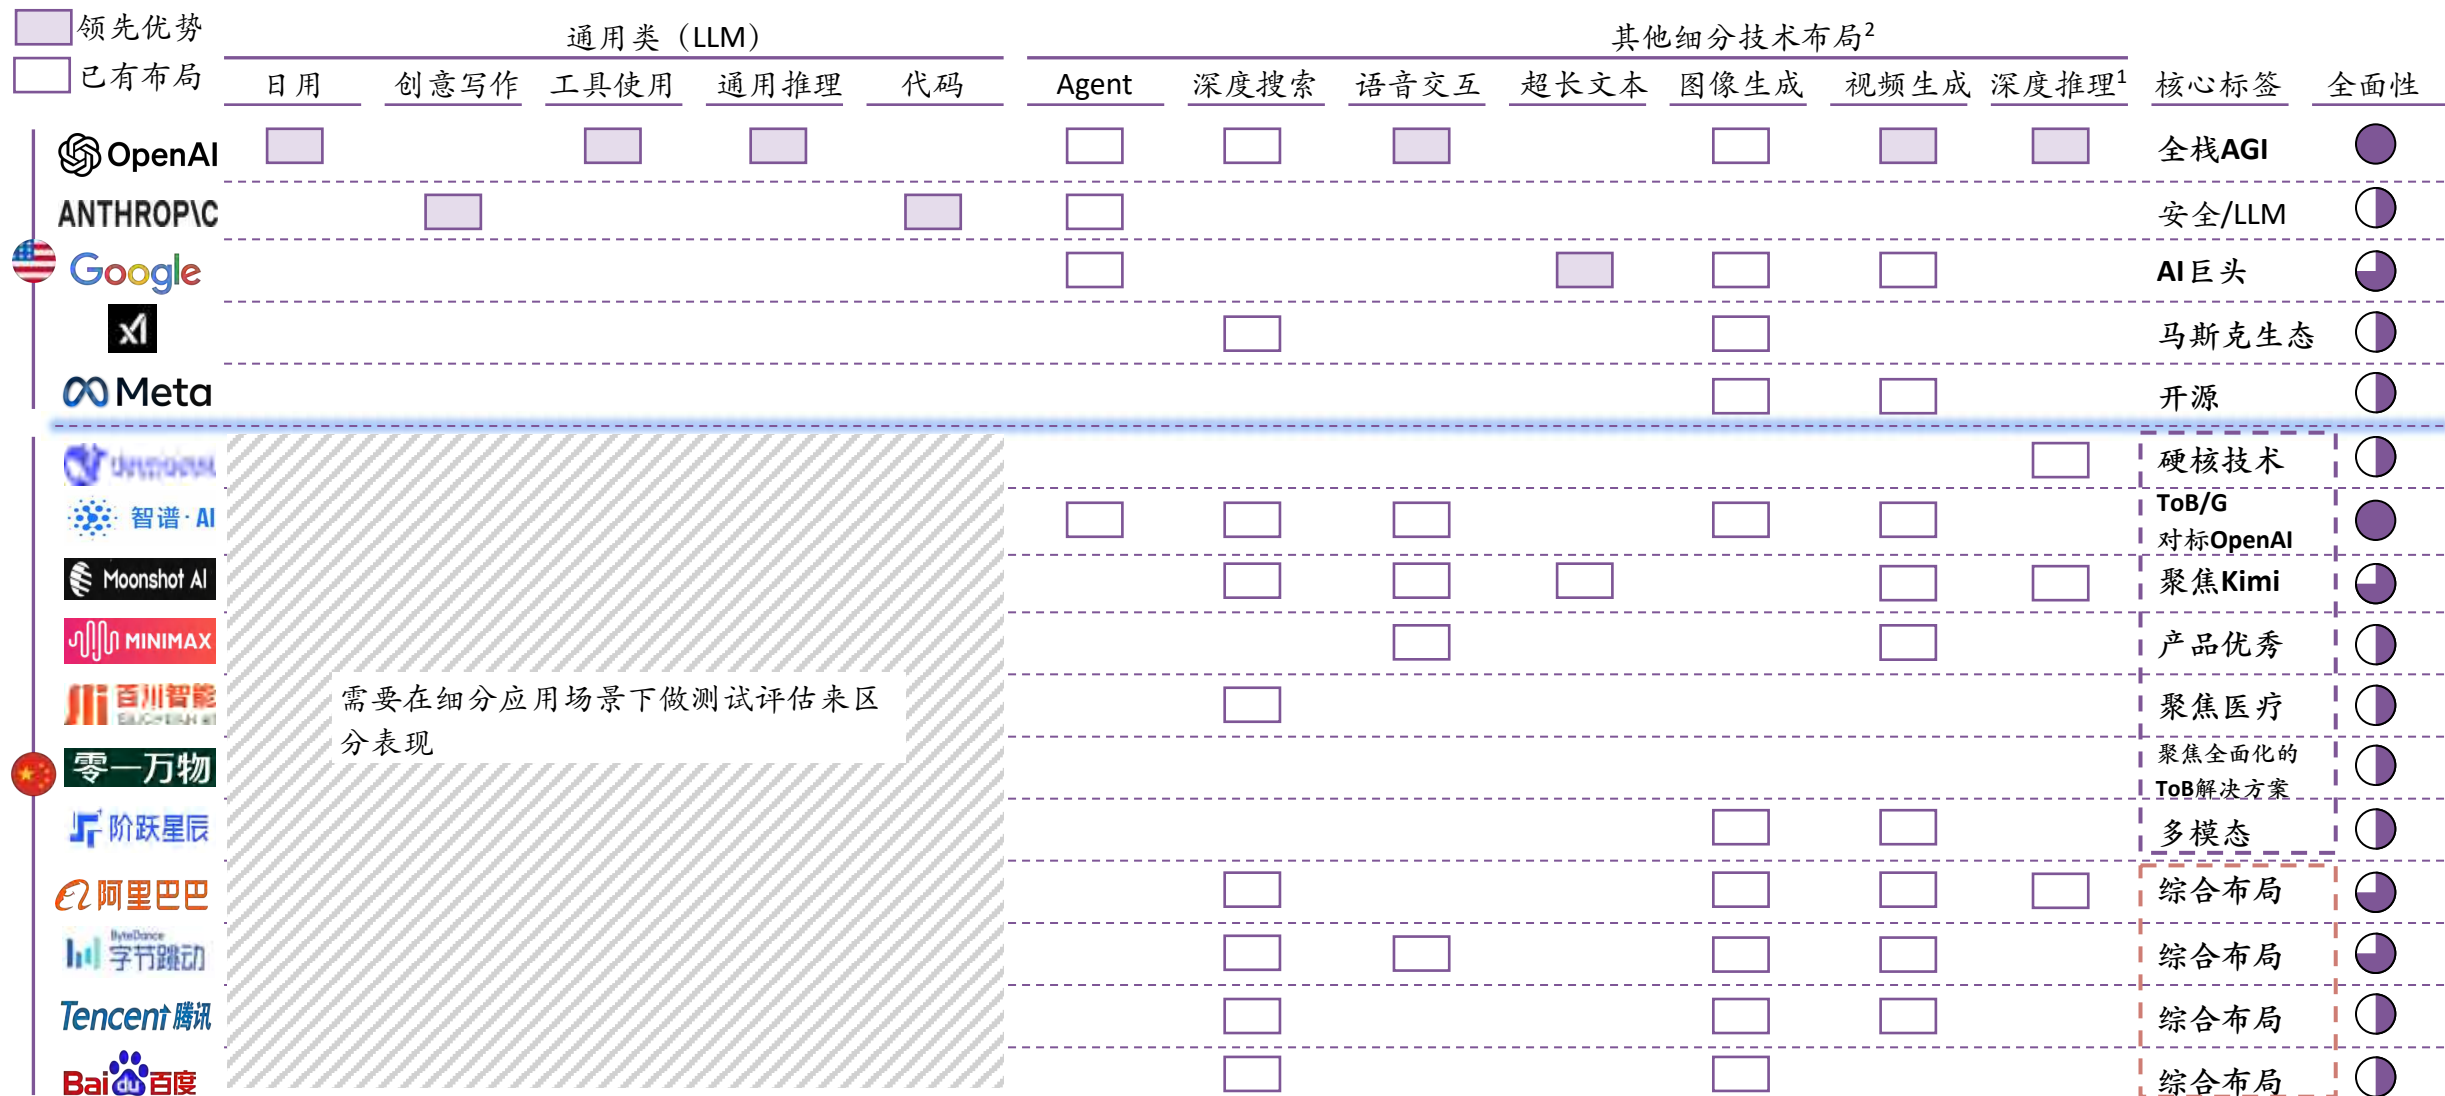 领先优势
已有布局
通用类（LLM）
其他细分技术布局2
日用 创意写作 工具使用 通用推理 代码 Agent 深度搜索 语音交互 超长文本 图像生成 视频生成 深度推理1 核心标签 全面性
OpenAI 全栈AGI
ANTHROP\C 安全/LLM
Google AI巨头
xI 马斯克生态
Meta 开源
硬核技术
智谱·AI ToB/G
对标OpenAI
Moonshot AI 聚焦Kimi
MINIMAX 产品优秀
百川智能 聚焦医疗
需要在细分应用场景下做测试评估来区
分表现
零一万物 聚焦全面化的
ToB解决方案
阶跃星辰 多模态
阿里巴巴 综合布局
ByteDance
字节跳动 综合布局
Tencent腾讯 综合布局
Baidu百度 综合布局